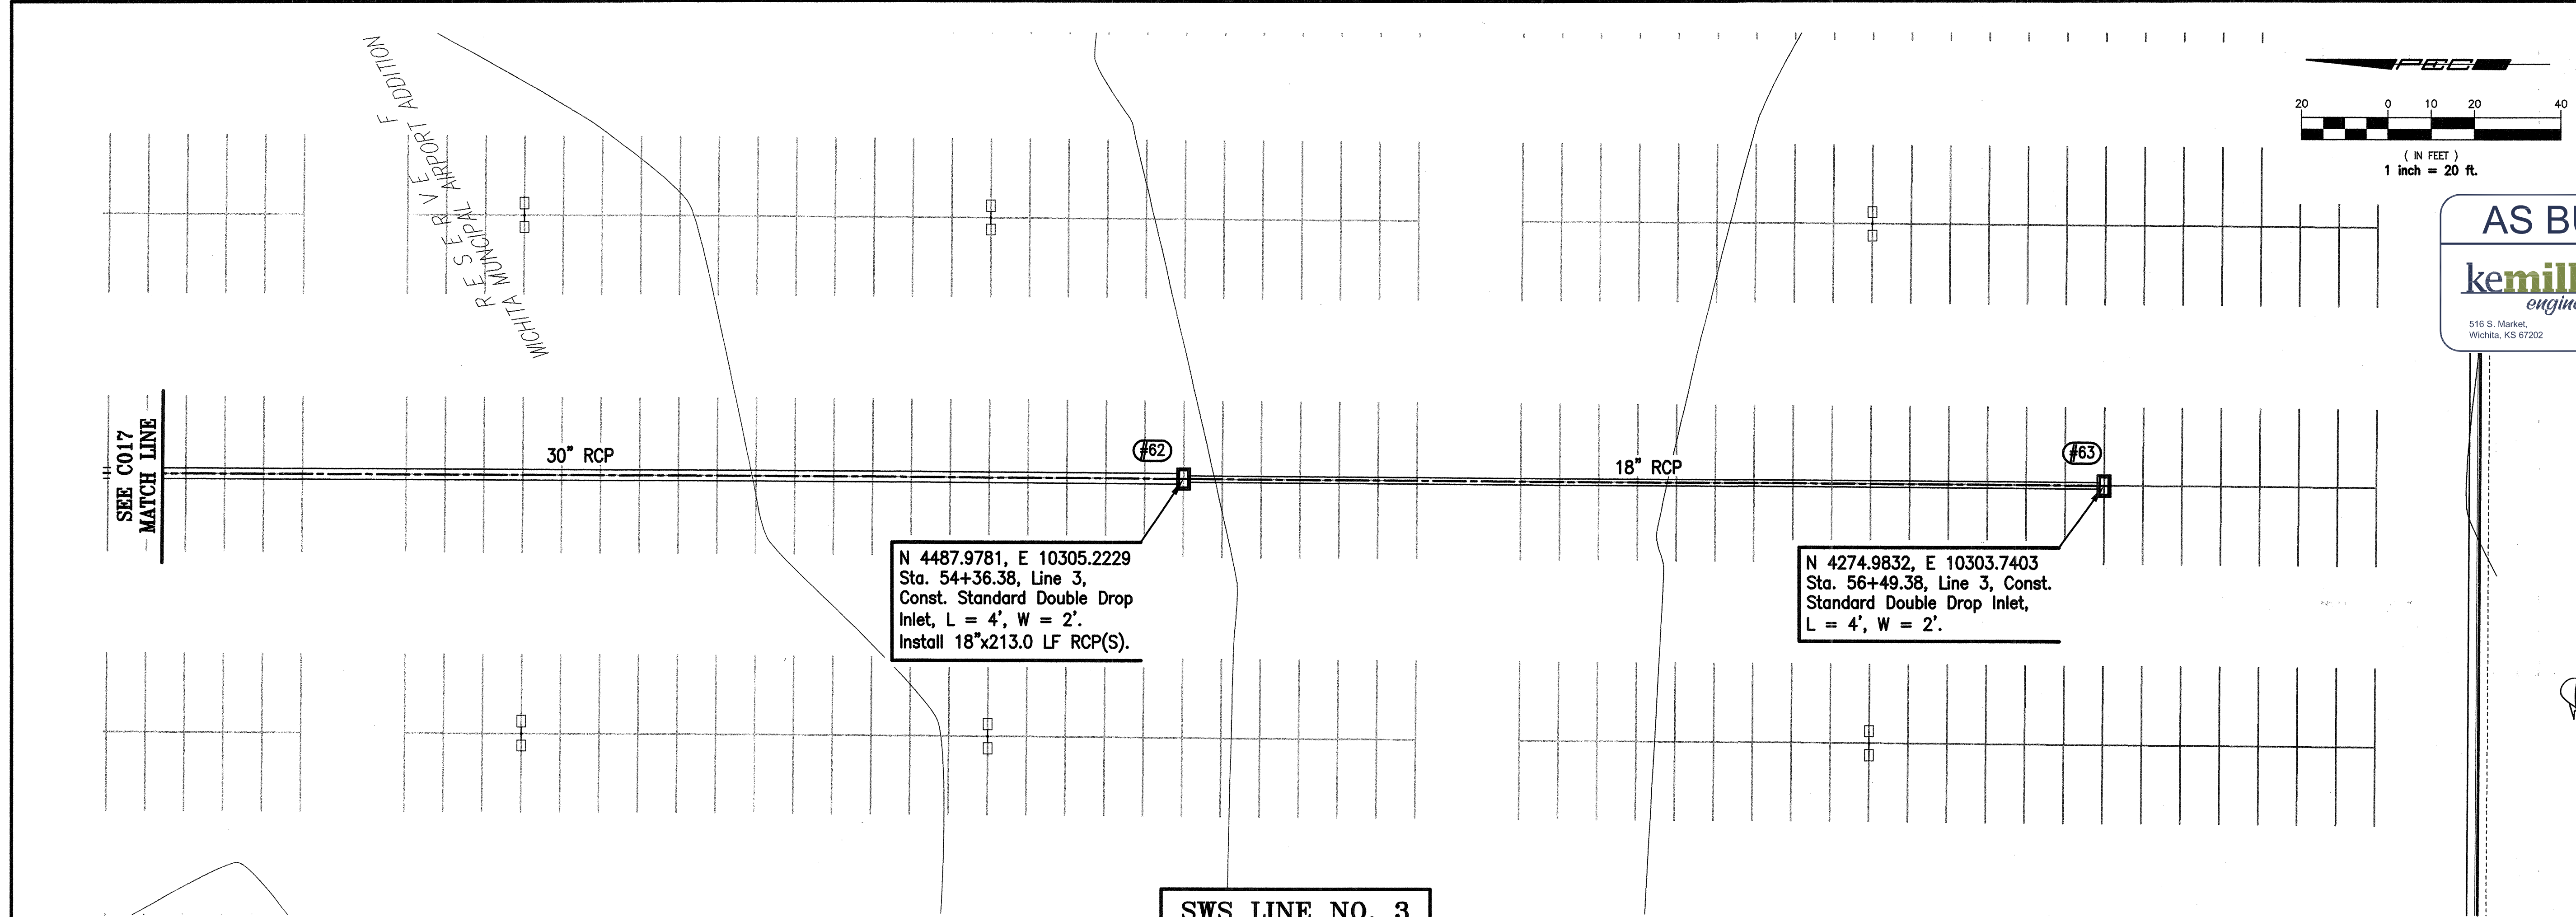 RESERVE F
WICHITA MUNCIPAL AIRPORT ADDITION
PEC
20 0 10 20 40
( IN FEET )
1 inch = 20 ft.
AS BU
kemill
engine
516 S. Market,
Wichita, KS 67202
SEE C017
MATCH LINE
30" RCP
#62
18" RCP
#63
N 4487.9781, E 10305.2229
Sta. 54+36.38, Line 3,
Const. Standard Double Drop
Inlet, L = 4', W = 2'.
Install 18"x213.0 LF RCP(S).
N 4274.9832, E 10303.7403
Sta. 56+49.38, Line 3, Const.
Standard Double Drop Inlet,
L = 4', W = 2'.
SWS LINE NO. 3